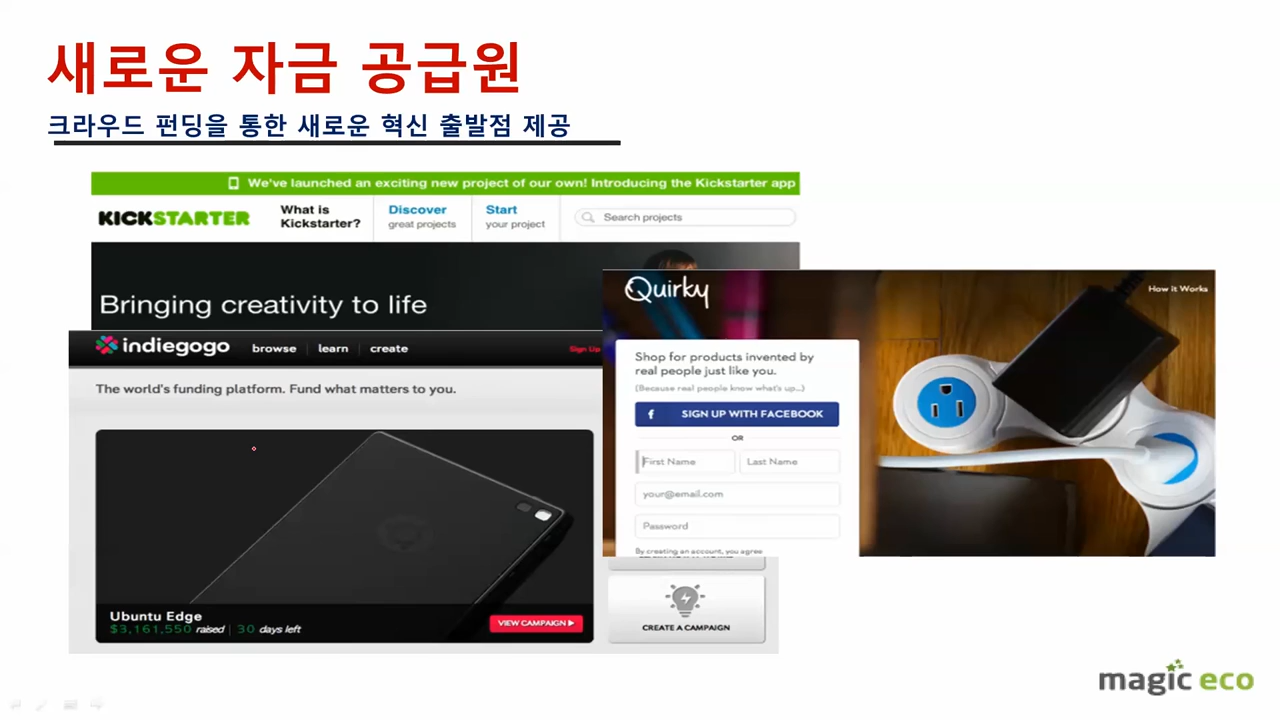 새로운 자금 공급원
크라우드 펀딩을 통한 새로운 혁신 출발점 제공
We've launched an exciting new project of our own! Introducing the Kickstarter app
KICKSTARTER
What is Kickstarter?
Discover great projects
Start your project
Search projects
Bringing creativity to life
indiegogo browse learn create Sign Up
The world's funding platform. Fund what matters to you.
Ubuntu Edge
$3,161,550 raised | 30 days left
VIEW CAMPAIGN
CREATE A CAMPAIGN
Quirky
How it Works
Shop for products invented by
real people just like you.
(Because real people know what's up...)
f SIGN UP WITH FACEBOOK
OR
First Name Last Name
your@email.com
Password
By creating an account, you agree
magic eco